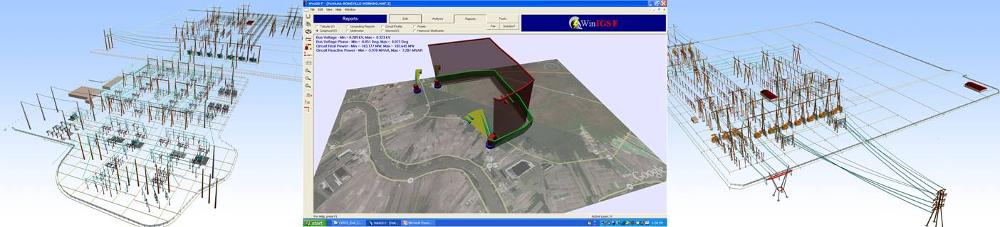 WinIGS-F - [PANAMA-ROMEVILLE-WORKING.NMF:2]
File Edit View Help Window
Reports
Edit Analysis Reports Tools
Tabular I/O Grounding Reports Circuit Profile Power
Graphical I/O Multimeter Internal I/O Harmonic Multimeter
File Solution?
WinIGS F
Bus Voltage - Min = 0.289 kV, Max = 0.323 kV
Bus Voltage Phase - Min = -0.051 Deg, Max = 0.023 Deg
Circuit Real Power - Min = -183.177 MW, Max = 183.645 MW
Circuit Reactive Power - Min = -5.978 MVAR, Max = 7.281 MVAR
Google
For Help, press F1
Active Layer: 0
start
CERTS_DoE_C...
WinIGS-F - [PAN...
Microsoft Power...
1:58 PM